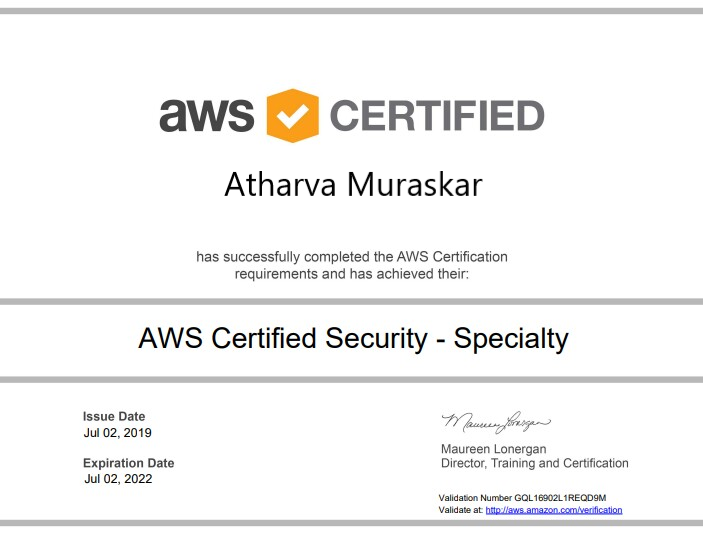 aws CERTIFIED
Atharva Muraskar
has successfully completed the AWS Certification
requirements and has achieved their:
AWS Certified Security - Specialty
Issue Date
Jul 02, 2019
Expiration Date
Jul 02, 2022
Maureen Lonergan
Maureen Lonergan
Director, Training and Certification
Validation Number GQL16902L1REQD9M
Validate at: http://aws.amazon.com/verification